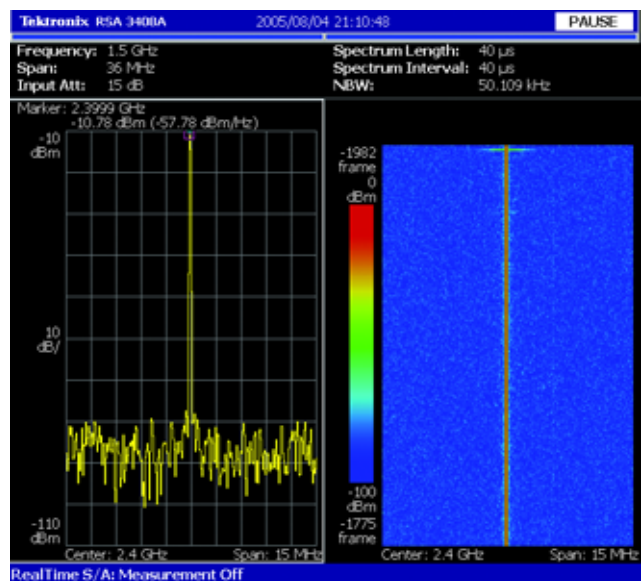 Tektronix RSA 3408A 2005/08/04 21:10:48 PAUSE
Frequency: 1.5 GHz
Span: 36 MHz
Input Att: 15 dB
Spectrum Length: 40 µs
Spectrum Interval: 40 µs
NBW: 50.109 kHz
Marker: 2.3999 GHz
-10.78 dBm (-57.78 dBm/Hz)
-10
dBm
10
dB/
-110
dBm
Center: 2.4 GHz Span: 15 MHz
-1982
frame
0
dBm
-100
dBm
-1775
frame
Center: 2.4 GHz Span: 15 MHz
RealTime S/A: Measurement Off